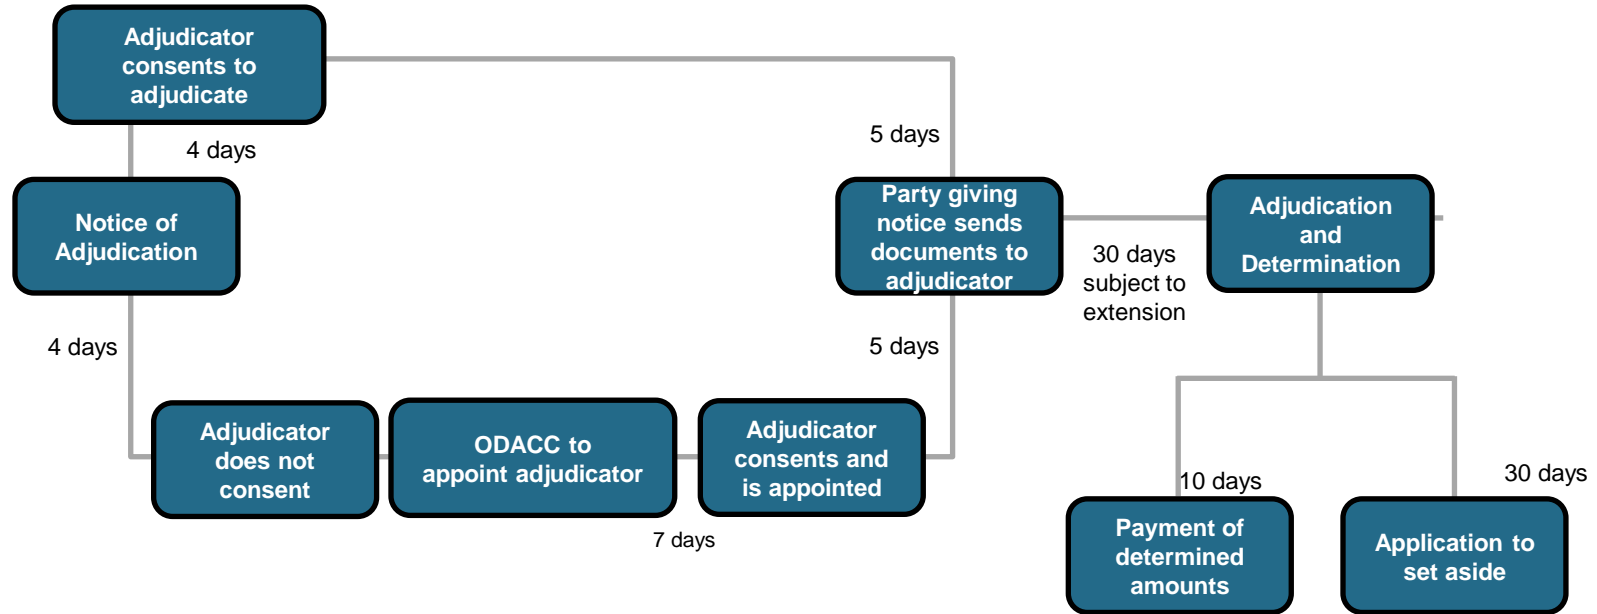 Adjudicator
consents to
adjudicate
4 days
5 days
Notice of
Adjudication
Party giving
notice sends
documents to
adjudicator
30 days
subject to
extension
Adjudication
and
Determination
4 days
5 days
Adjudicator
does not
consent
ODACC to
appoint adjudicator
Adjudicator
consents and
is appointed
7 days
10 days
30 days
Payment of
determined
amounts
Application to
set aside